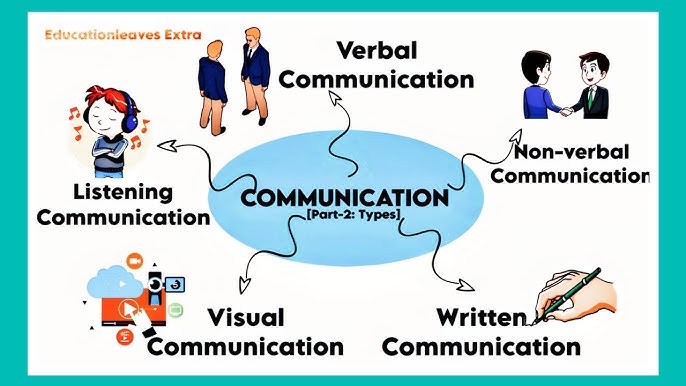 Educationleaves Extra
Verbal
Communication
Non-verbal
Communication
Listening
Communication
COMMUNICATION
[Part-2: Types]
Visual
Communication
Written
Communication